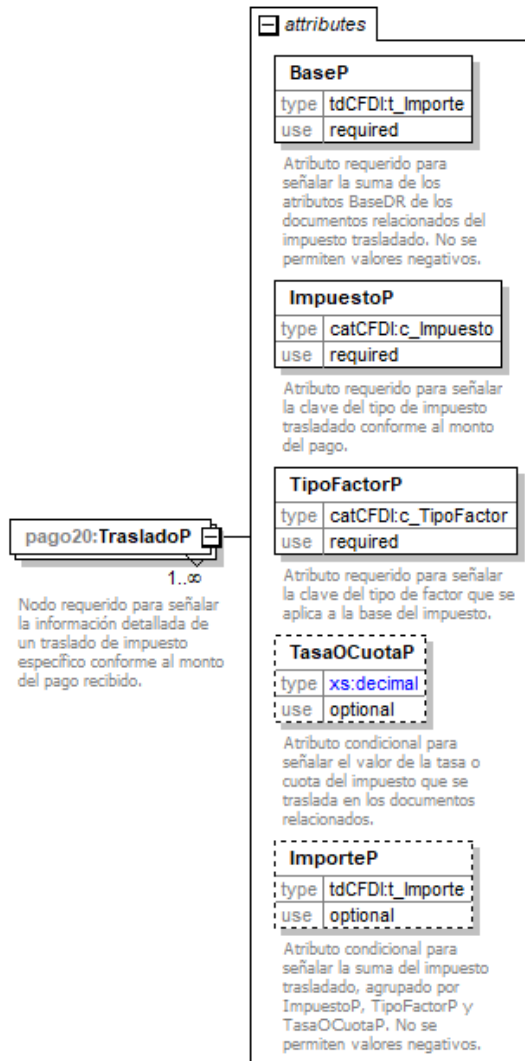 attributes
BaseP
type tdCFDI:t_Importe
use required
Atributo requerido para
señalar la suma de los
atributos BaseDR de los
documentos relacionados del
impuesto trasladado. No se
permiten valores negativos.
ImpuestoP
type catCFDI:c_Impuesto
use required
Atributo requerido para señalar
la clave del tipo de impuesto
trasladado conforme al monto
del pago.
TipoFactorP
type catCFDI:c_TipoFactor
use required
Atributo requerido para señalar
la clave del tipo de factor que se
aplica a la base del impuesto.
pago20:TrasladoP
1..∞
Nodo requerido para señalar
la información detallada de
un traslado de impuesto
específico conforme al monto
del pago recibido.
TasaOCuotaP
type xs:decimal
use optional
Atributo condicional para
señalar el valor de la tasa o
cuota del impuesto que se
traslada en los documentos
relacionados.
ImporteP
type tdCFDI:t_Importe
use optional
Atributo condicional para
señalar la suma del impuesto
trasladado, agrupado por
ImpuestoP, TipoFactorP y
TasaOCuotaP. No se
permiten valores negativos.